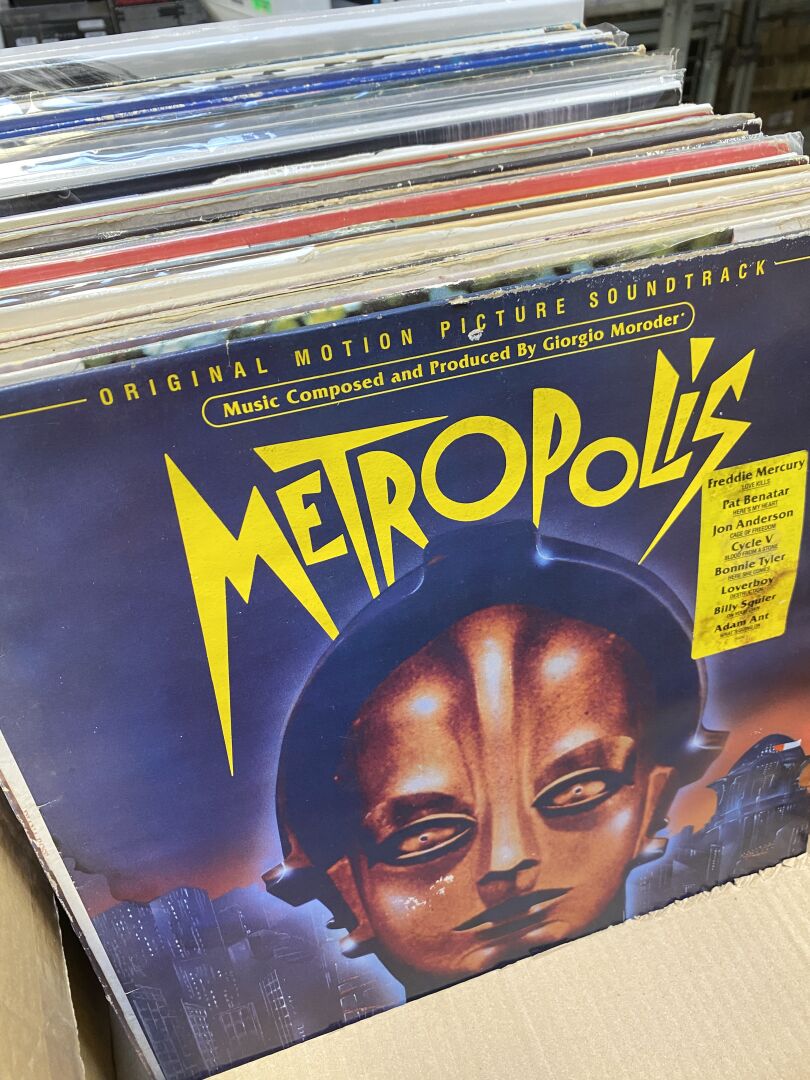 ORIGINAL MOTION PICTURE SOUNDTRACK
Music Composed and Produced By Giorgio Moroder*
METROPOLiS
Freddie Mercury
LOVE KILLS
Pat Benatar
HERE'S MY HEART
Jon Anderson
CAGE OF FREEDOM
Cycle V
BLOOD FROM A STONE
Bonnie Tyler
HERE SHE COMES
Loverboy
DESTRUCTION
Billy Squier
ON YOUR OWN
Adam Ant
WHAT'S GOING ON